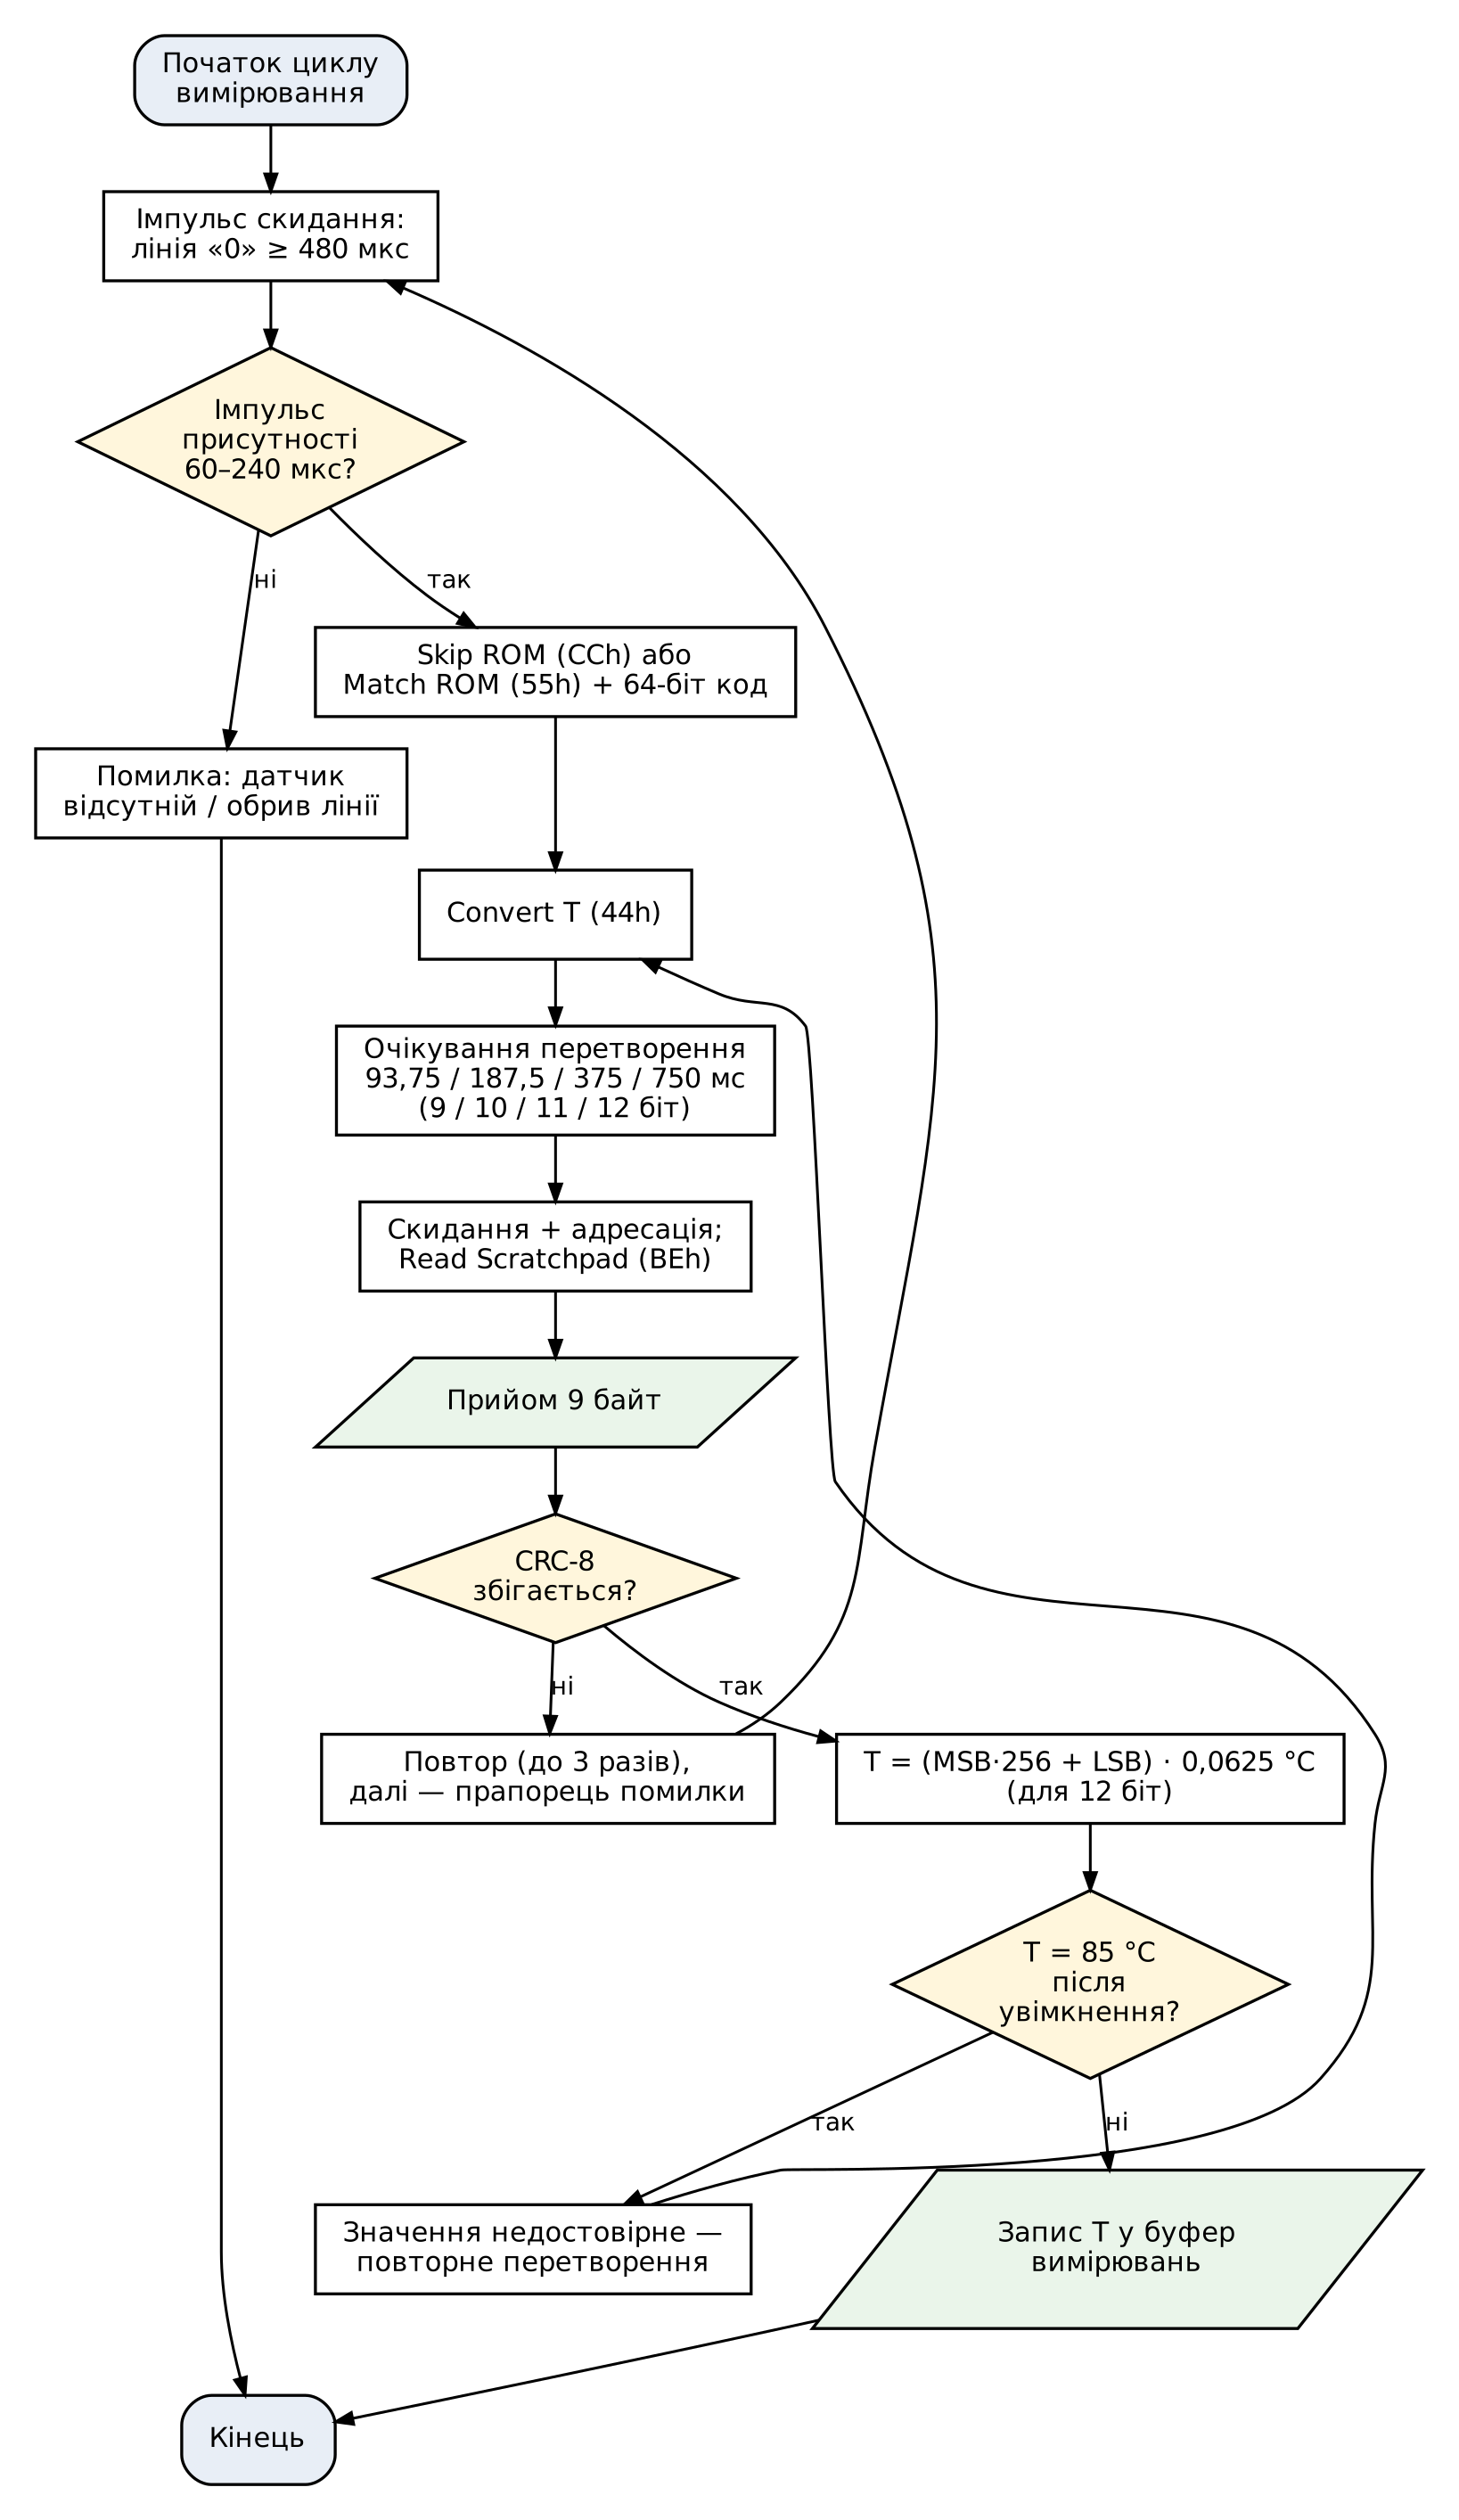 Початок циклу
вимірювання
Імпульс скидання:
лінія «0» ≥ 480 мкс
Імпульс
присутності
60–240 мкс?
ні
так
Skip ROM (CCh) або
Match ROM (55h) + 64-біт код
Помилка: датчик
відсутній / обрив лінії
Convert T (44h)
Очікування перетворення
93,75 / 187,5 / 375 / 750 мс
(9 / 10 / 11 / 12 біт)
Скидання + адресація;
Read Scratchpad (BEh)
Прийом 9 байт
CRC-8
збігається?
ні
так
Повтор (до 3 разів),
далі — прапорець помилки
T = (MSB·256 + LSB) · 0,0625 °C
(для 12 біт)
T = 85 °C
після
увімкнення?
так
ні
Значення недостовірне —
повторне перетворення
Запис T у буфер
вимірювань
Кінець